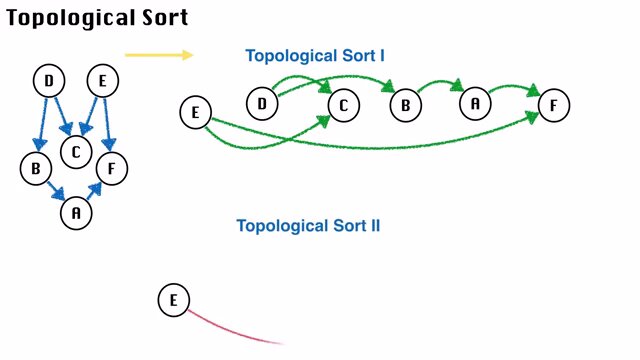 Topological Sort
Topological Sort I
D
E
B
C
F
A
E
D
C
B
A
F
Topological Sort II
E